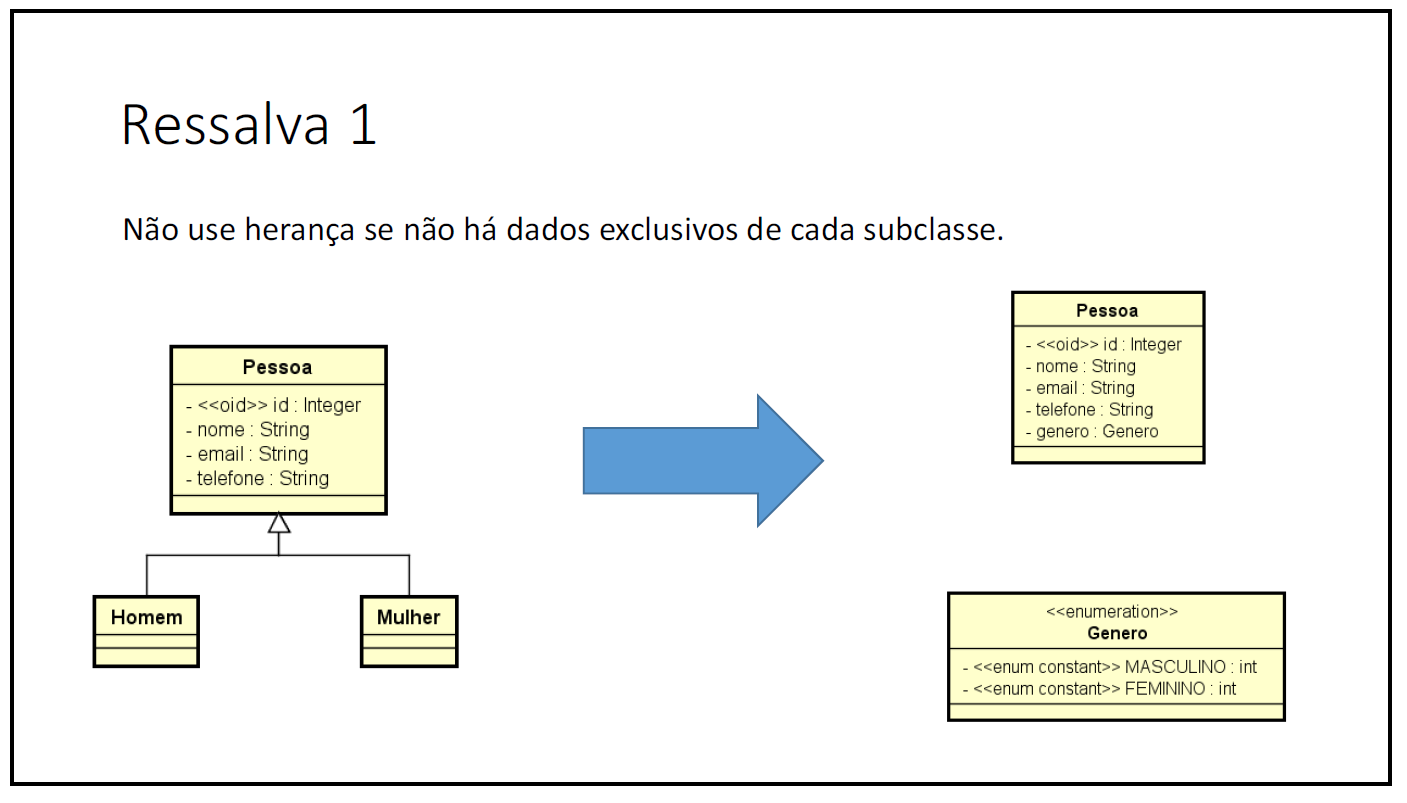 Ressalva 1
Não use herança se não há dados exclusivos de cada subclasse.
Pessoa
- <<oid>> id : Integer
- nome : String
- email : String
- telefone : String
Homem
Mulher
Pessoa
- <<oid>> id : Integer
- nome : String
- email : String
- telefone : String
- genero : Genero
<<enumeration>>
Genero
- <<enum constant>> MASCULINO : int
- <<enum constant>> FEMININO : int